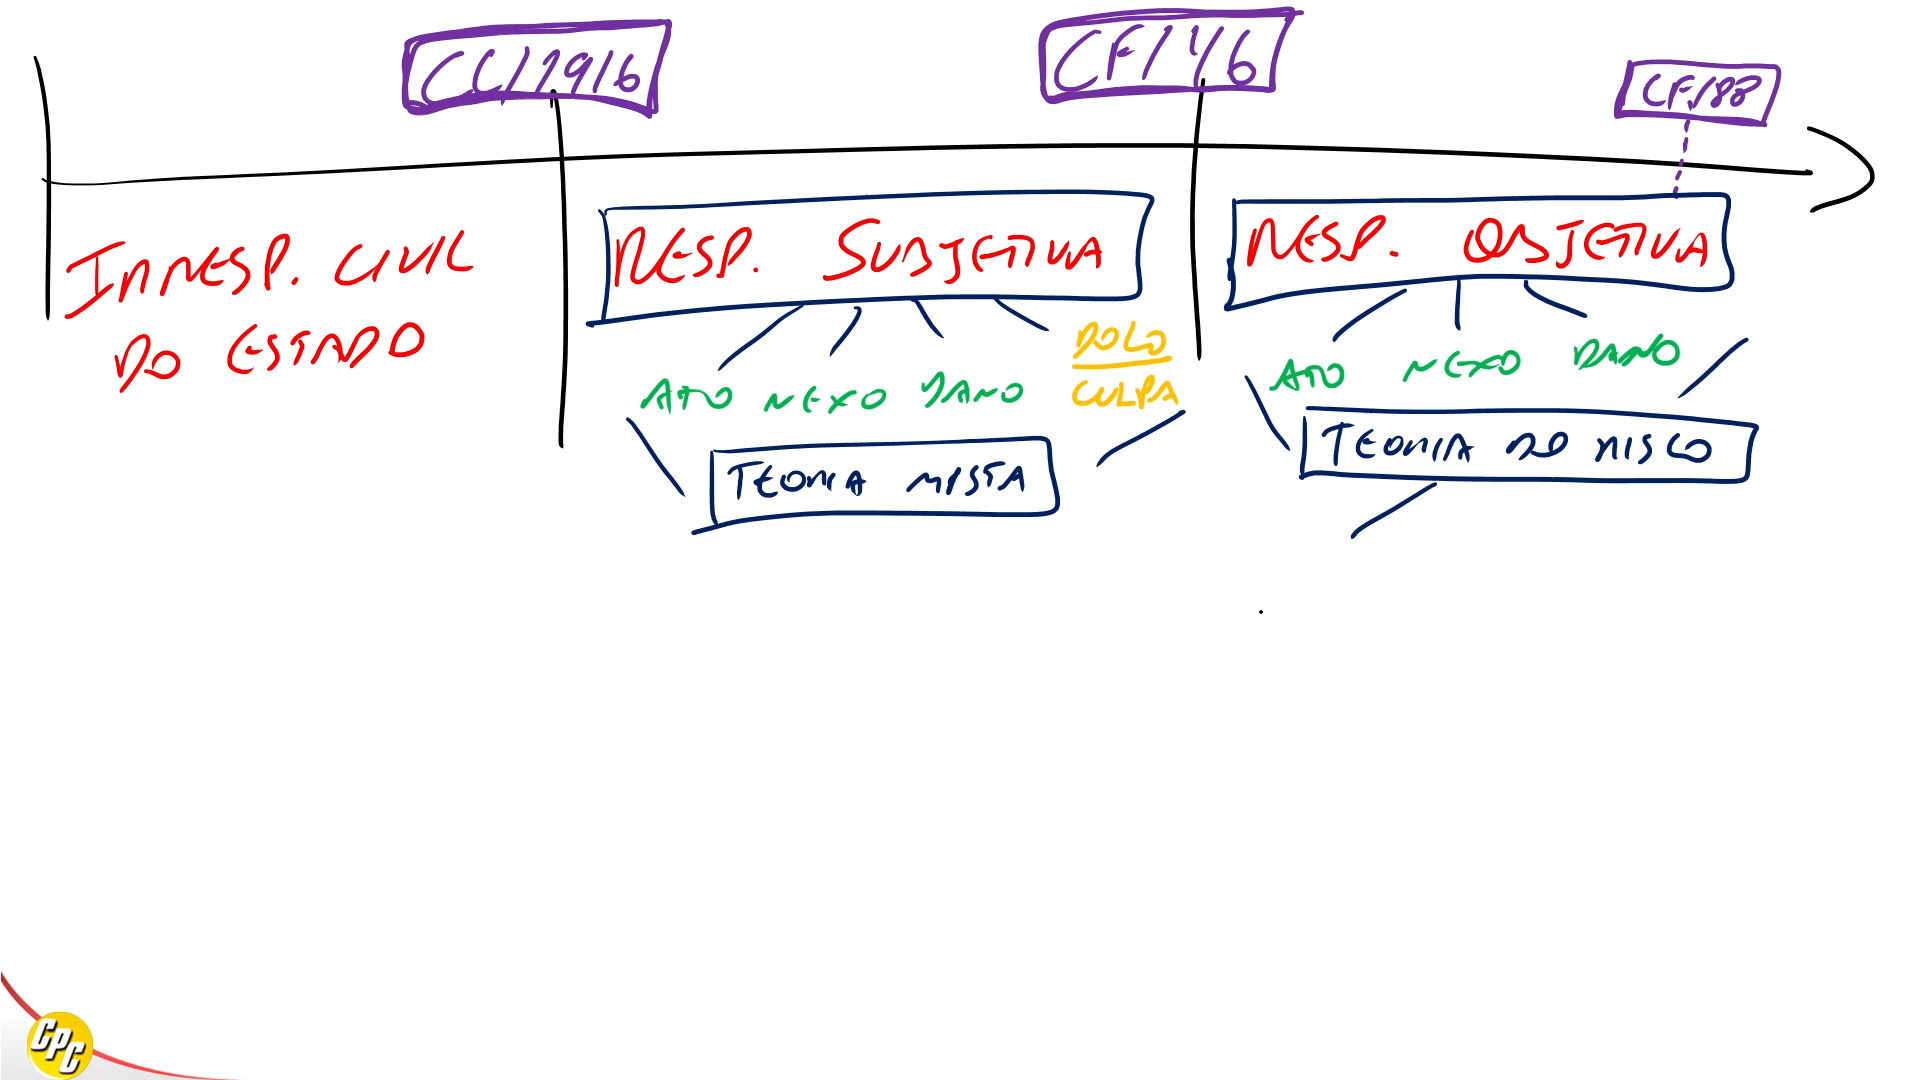 CC/1916
CF/46
CF/88
IRRESP. CIVIL
DO ESTADO
RESP. SUBJETIVA
RESP. OBJETIVA
ATO NEXO DANO
DOLO
CULPA
ATO NEXO DANO
TEORIA MISTA
TEORIA DO RISCO
CPC